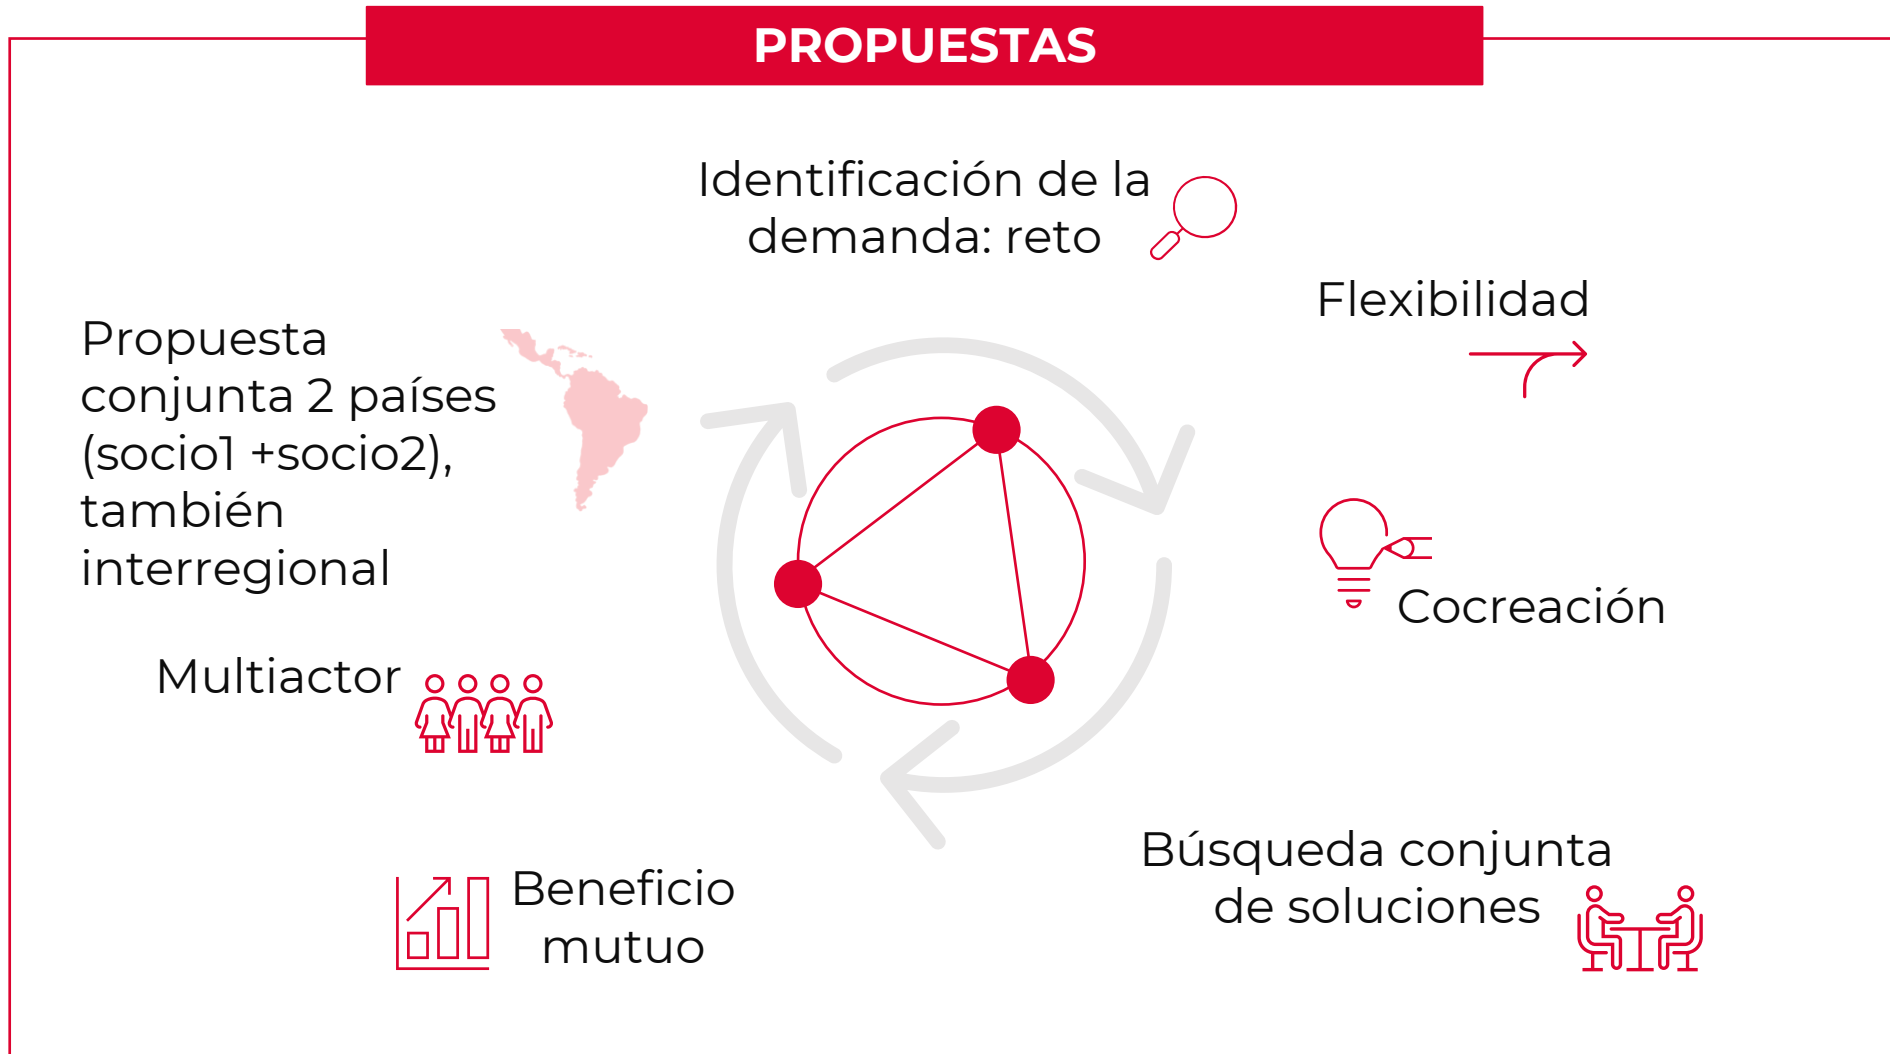 PROPUESTAS
Identificación de la
demanda: reto
Flexibilidad
Propuesta
conjunta 2 países
(socio1 +socio2),
también
interregional
Cocreación
Multiactor
Búsqueda conjunta
de soluciones
Beneficio
mutuo